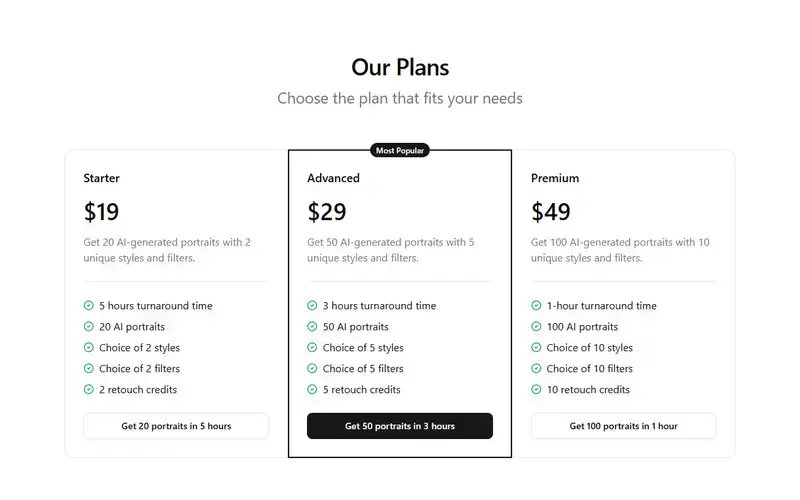 Our Plans
Choose the plan that fits your needs
Most Popular
Starter
$19
Get 20 AI-generated portraits with 2
unique styles and filters.
5 hours turnaround time
20 AI portraits
Choice of 2 styles
Choice of 2 filters
2 retouch credits
Get 20 portraits in 5 hours
Advanced
$29
Get 50 AI-generated portraits with 5
unique styles and filters.
3 hours turnaround time
50 AI portraits
Choice of 5 styles
Choice of 5 filters
5 retouch credits
Get 50 portraits in 3 hours
Premium
$49
Get 100 AI-generated portraits with 10
unique styles and filters.
1-hour turnaround time
100 AI portraits
Choice of 10 styles
Choice of 10 filters
10 retouch credits
Get 100 portraits in 1 hour